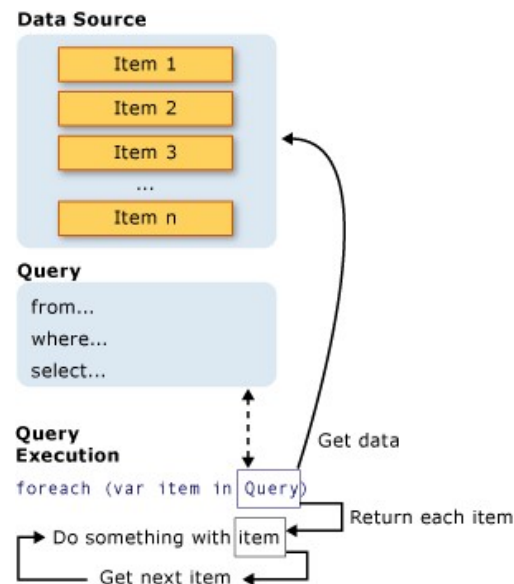 Data Source
Item 1
Item 2
Item 3
...
Item n
Query
from...
where...
select...
Query
Execution
Get data
foreach (var item in Query)
Return each item
Do something with item
Get next item